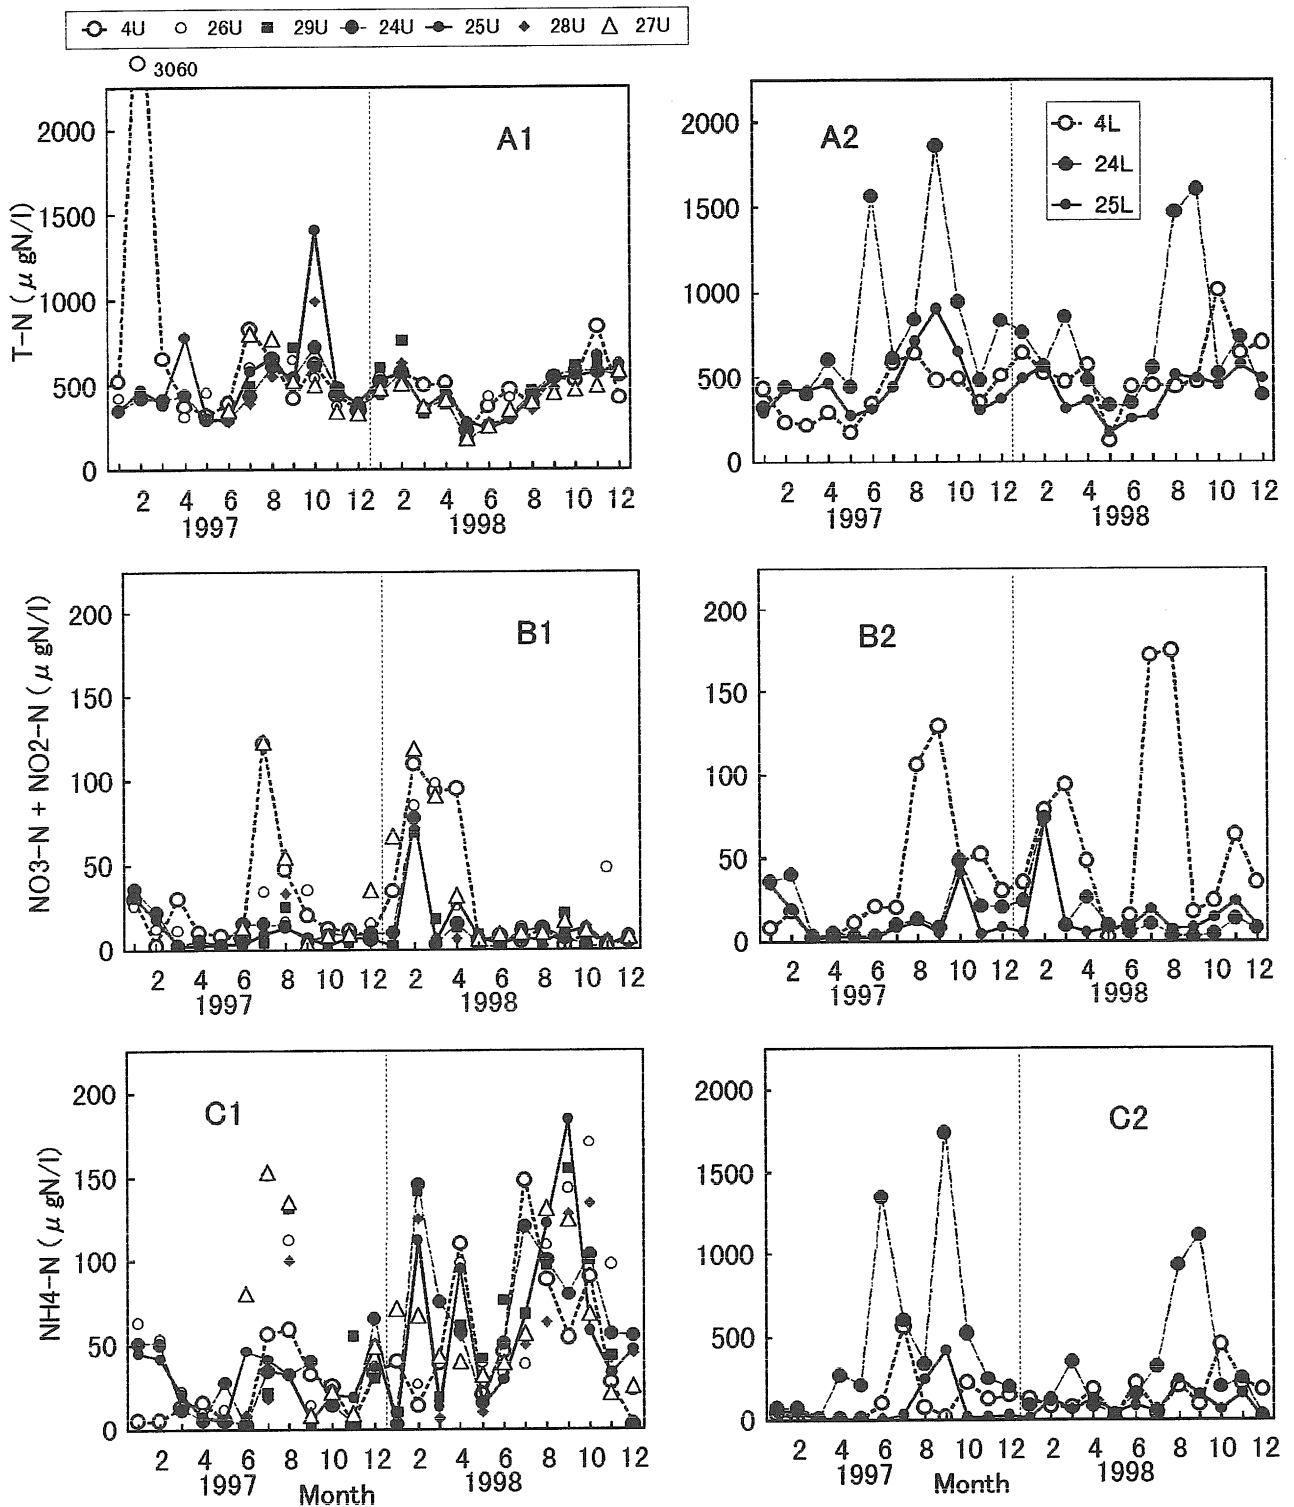 4U 26U 29U 24U 25U 28U 27U
3060
A1
T-N ( μ gN/l )
2000
1500
1000
500
0
2 4 6 8 10 12 2 4 6 8 10 12
1997 1998
A2
4L
24L
25L
2000
1500
1000
500
0
2 4 6 8 10 12 2 4 6 8 10 12
1997 1998
B1
NO3-N + NO2-N ( μ gN/l )
200
150
100
50
0
2 4 6 8 10 12 2 4 6 8 10 12
1997 1998
B2
200
150
100
50
0
2 4 6 8 10 12 2 4 6 8 10 12
1997 1998
C1
NH4-N ( μ gN/l )
200
150
100
50
0
2 4 6 8 10 12 2 4 6 8 10 12
1997 1998
Month
C2
2000
1500
1000
500
0
2 4 6 8 10 12 2 4 6 8 10 12
1997 1998
Month